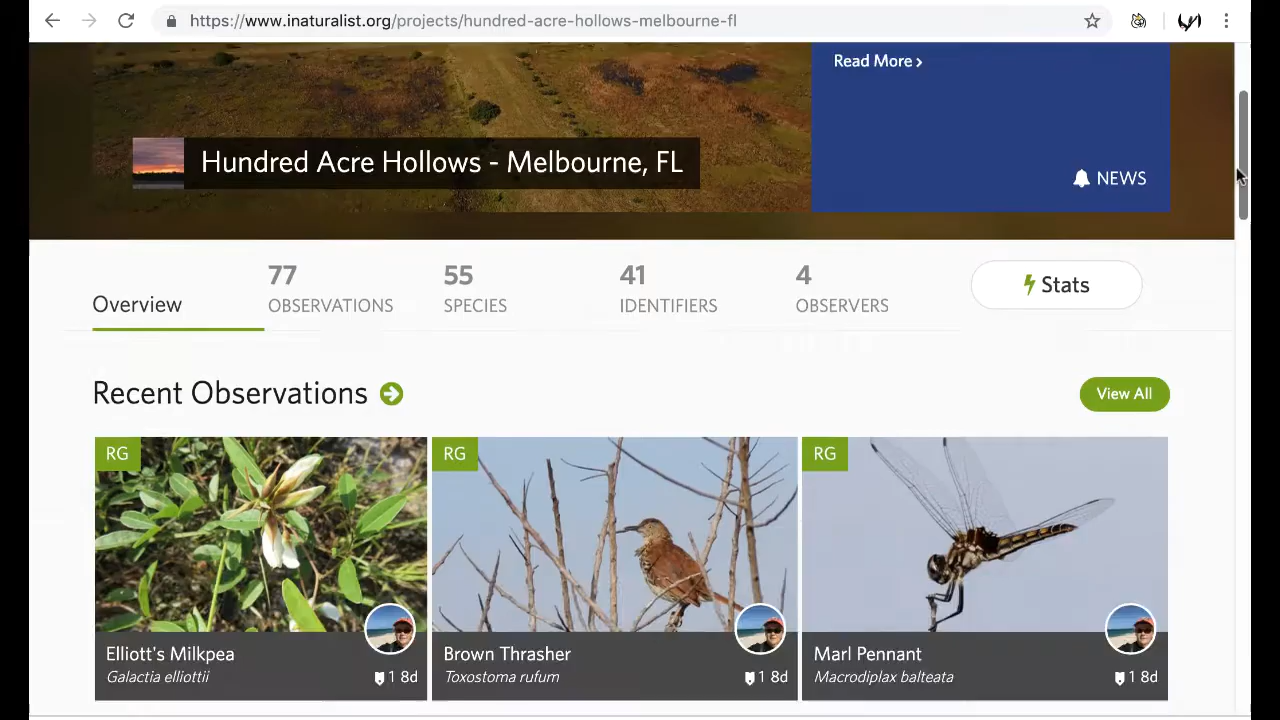 https://www.inaturalist.org/projects/hundred-acre-hollows-melbourne-fl
Read More ›
Hundred Acre Hollows - Melbourne, FL
NEWS
Overview
77
OBSERVATIONS
55
SPECIES
41
IDENTIFIERS
4
OBSERVERS
Stats
Recent Observations
View All
RG
Elliott's Milkpea
Galactia elliottii
1 8d
RG
Brown Thrasher
Toxostoma rufum
1 8d
RG
Marl Pennant
Macrodiplax balteata
1 8d